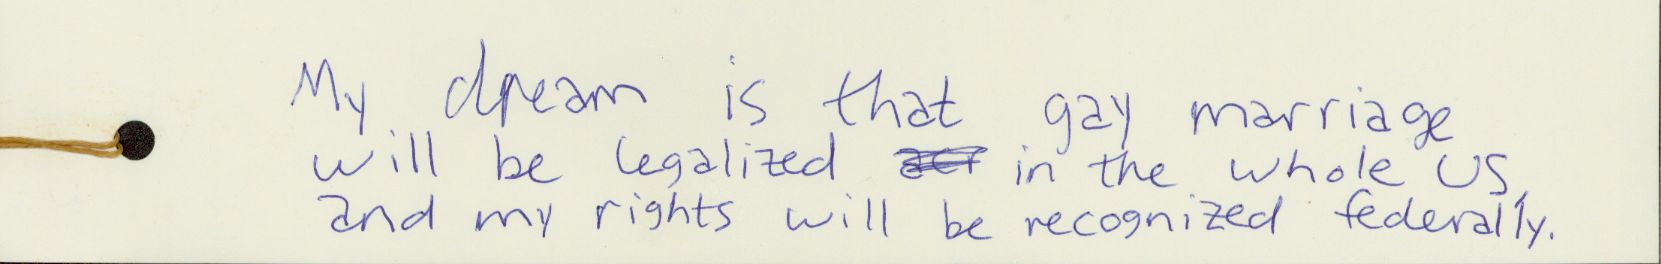 My dream is that gay marriage
will be legalized in the whole US,
and my rights will be recognized federally.